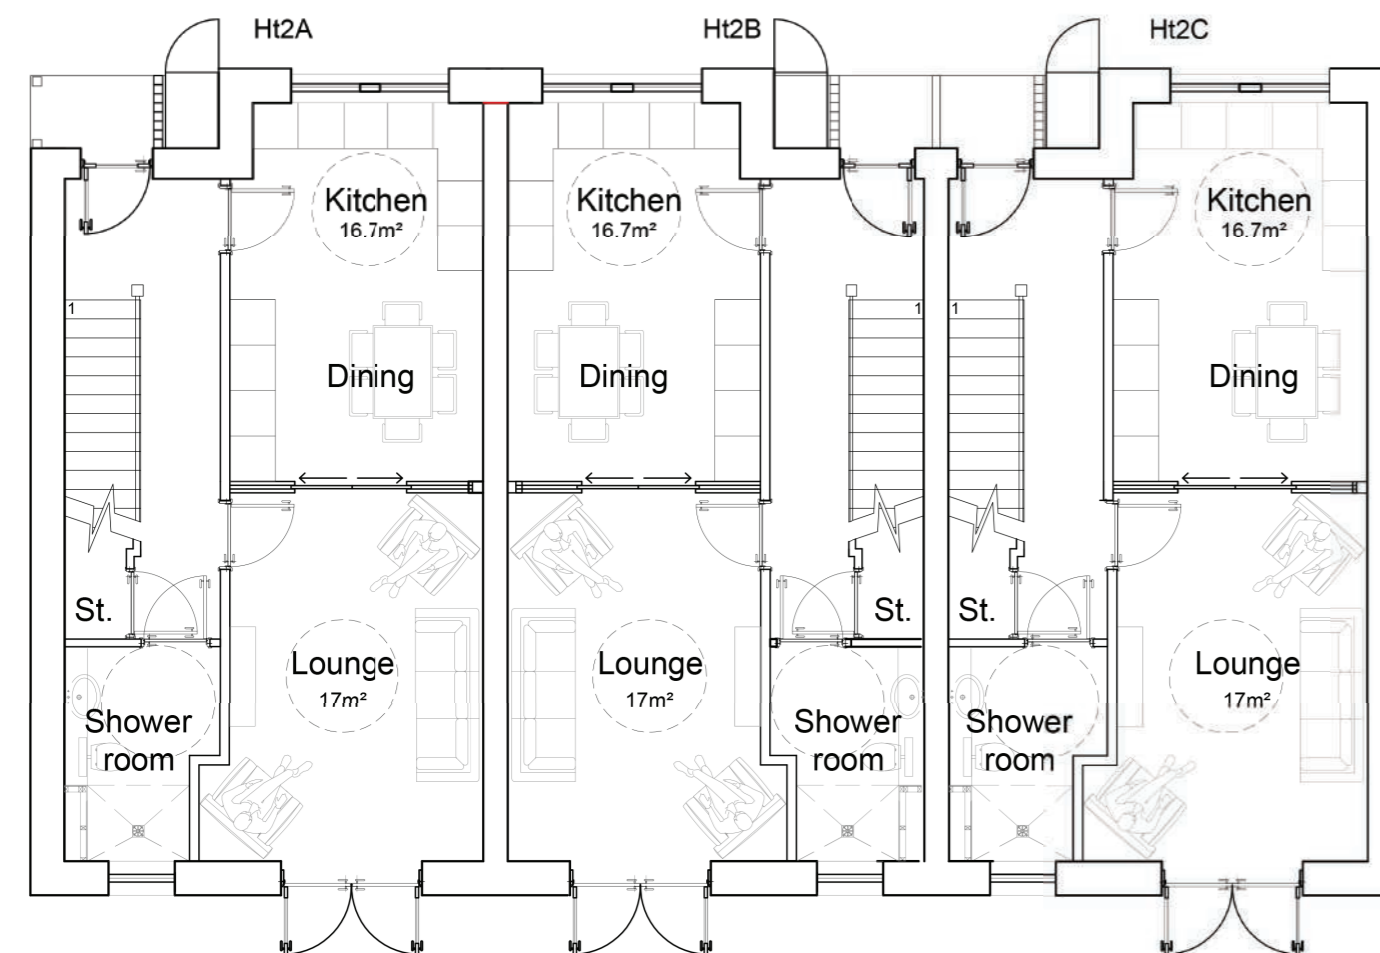 Ht2A
Ht2B
Ht2C
Kitchen
16.7m²
Kitchen
16.7m²
Kitchen
16.7m²
1
1
1
Dining
Dining
Dining
St.
St.
St.
Lounge
17m²
Lounge
17m²
Lounge
17m²
Shower
room
Shower
room
Shower
room